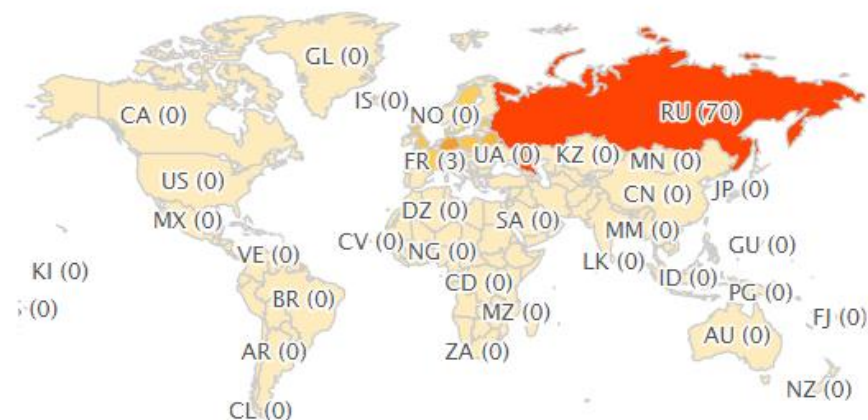 GL (0)
IS (0)
CA (0)
NO (0)
RU (70)
FR (3)
UA (0)
KZ (0)
MN (0)
US (0)
CN (0)
JP (0)
MX (0)
DZ (0)
SA (0)
MM (0)
CV (0)
NG (0)
GU (0)
VE (0)
LK (0)
KI (0)
CD (0)
ID (0)
PG (0)
BR (0)
MZ (0)
(0)
FJ (0)
AU (0)
AR (0)
ZA (0)
NZ (0)
CL (0)